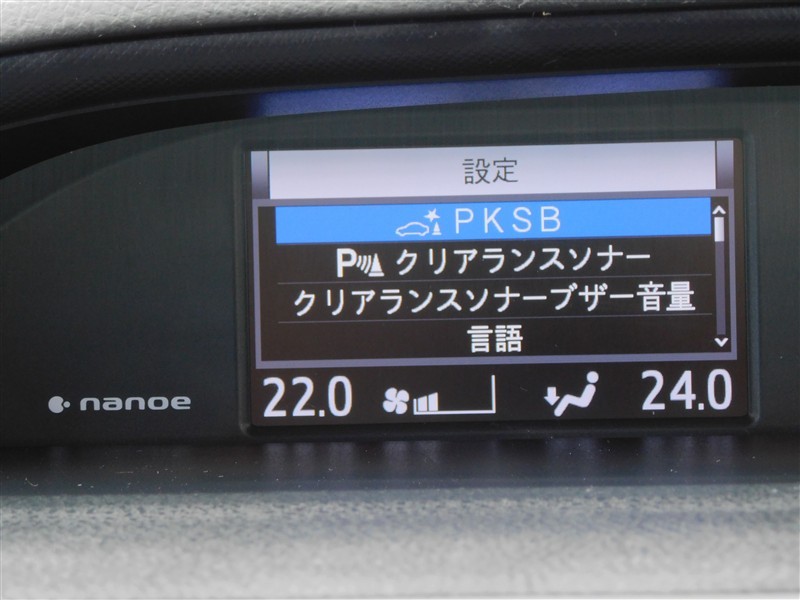 設定
PKSB
P クリアランスソナー
クリアランスソナーブザー音量
言語
22.0 24.0
nanoe